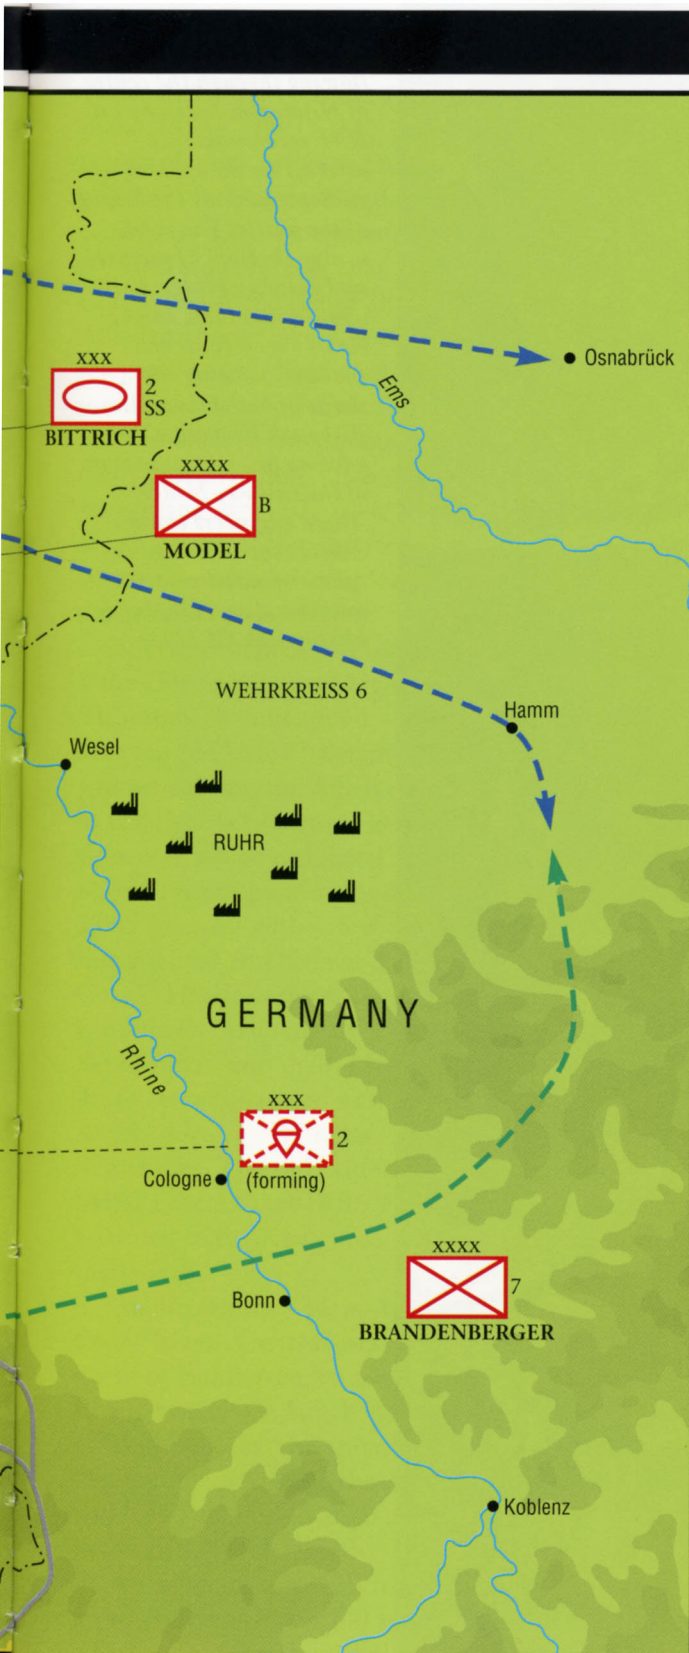 Osnabrück
Ems
XXX
2
SS
BITTRICH
XXXX
B
MODEL
WEHRKREISS 6
Hamm
Wesel
RUHR
GERMANY
Rhine
XXX
2
(forming)
Cologne
XXXX
7
BRANDENBERGER
Bonn
Koblenz